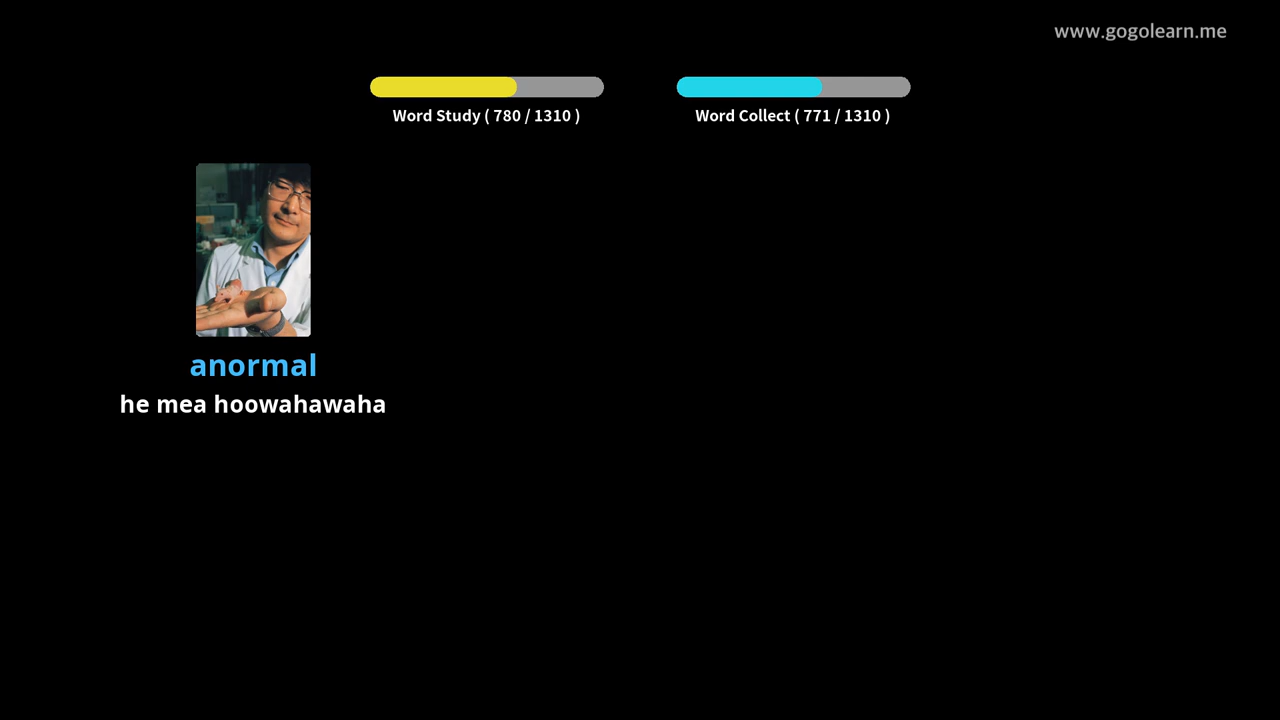 www.gogolearn.me
Word Study ( 780 / 1310 )
Word Collect ( 771 / 1310 )
anormal
he mea hoowahawaha